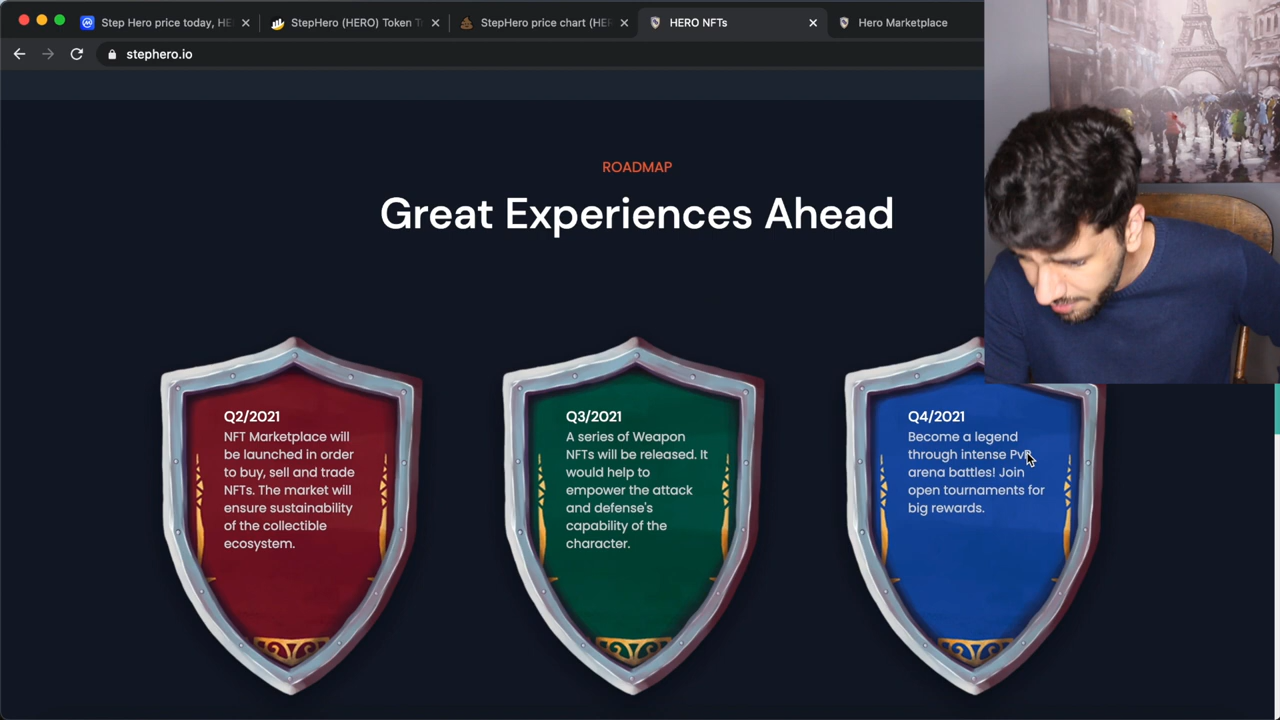 Step Hero price today, HE
StepHero (HERO) Token T
StepHero price chart (HER
HERO NFTs
Hero Marketplace
stephero.io
ROADMAP
Great Experiences Ahead
Q2/2021
NFT Marketplace will
be launched in order
to buy, sell and trade
NFTs. The market will
ensure sustainability
of the collectible
ecosystem.
Q3/2021
A series of Weapon
NFTs will be released. It
would help to
empower the attack
and defense's
capability of the
character.
Q4/2021
Become a legend
through intense PvP
arena battles! Join
open tournaments for
big rewards.